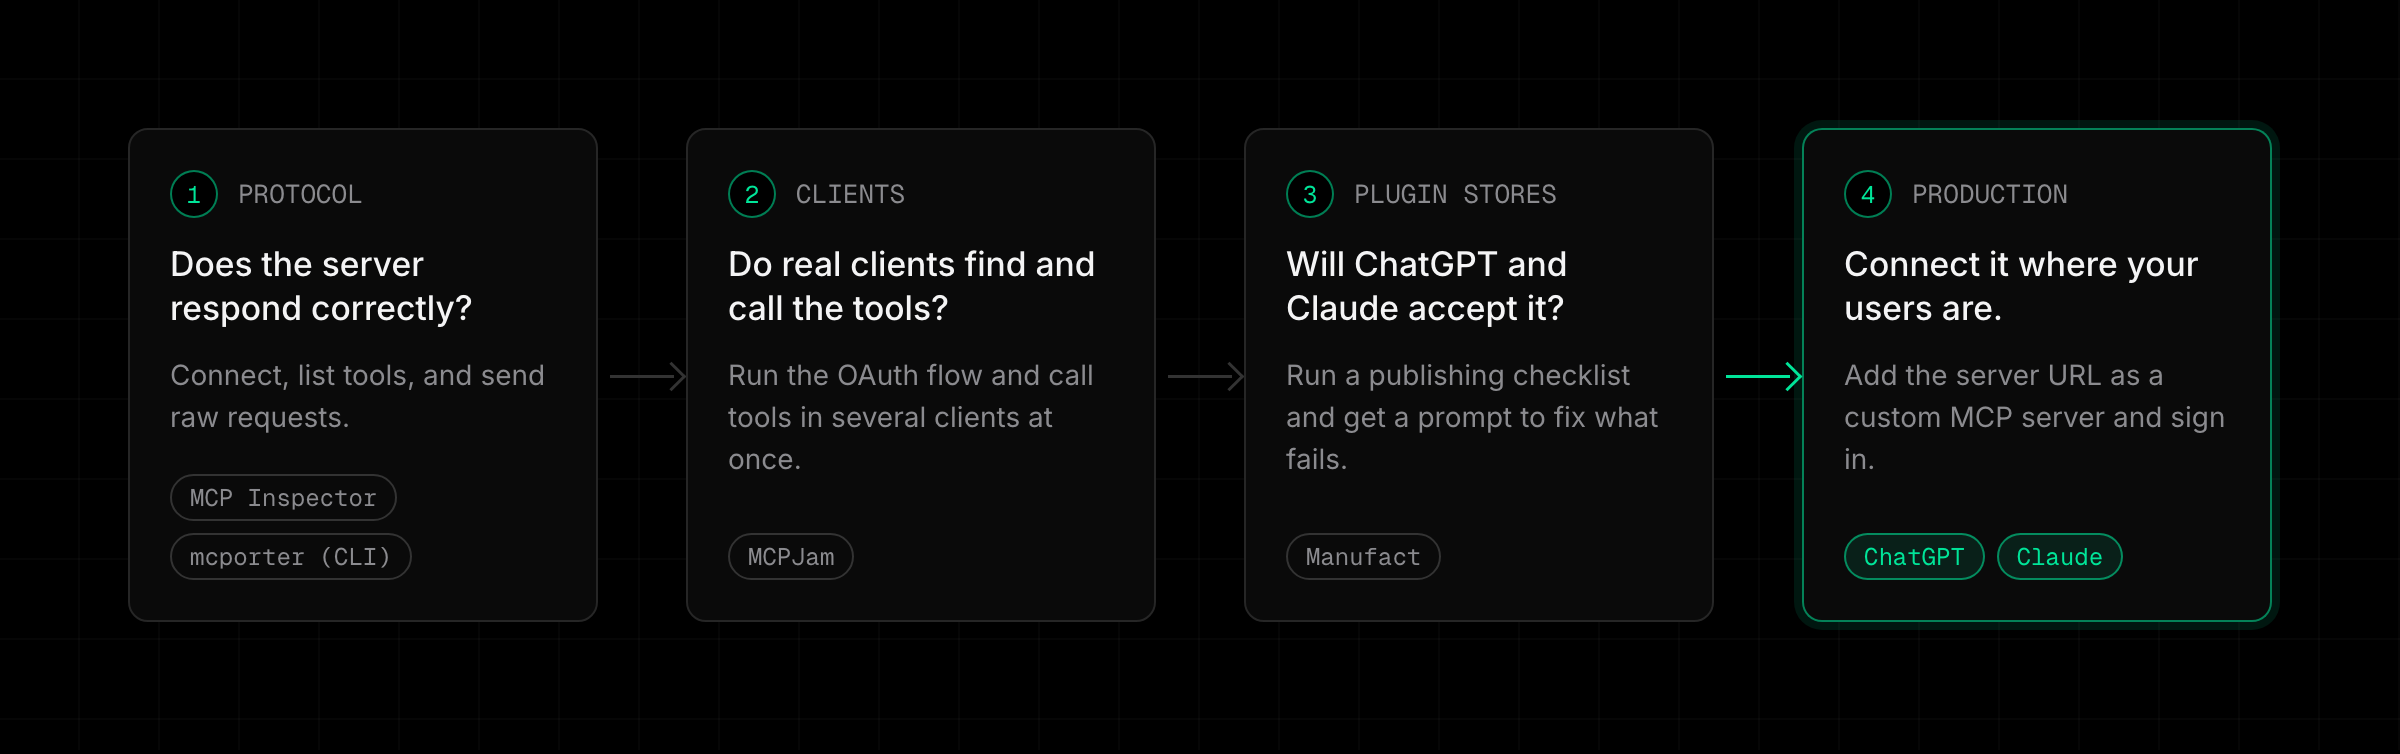 1 PROTOCOL
Does the server
respond correctly?
Connect, list tools, and send
raw requests.
MCP Inspector
mcporter (CLI)
2 CLIENTS
Do real clients find and
call the tools?
Run the OAuth flow and call
tools in several clients at
once.
MCPJam
3 PLUGIN STORES
Will ChatGPT and
Claude accept it?
Run a publishing checklist
and get a prompt to fix what
fails.
Manufact
4 PRODUCTION
Connect it where your
users are.
Add the server URL as a
custom MCP server and sign
in.
ChatGPT Claude